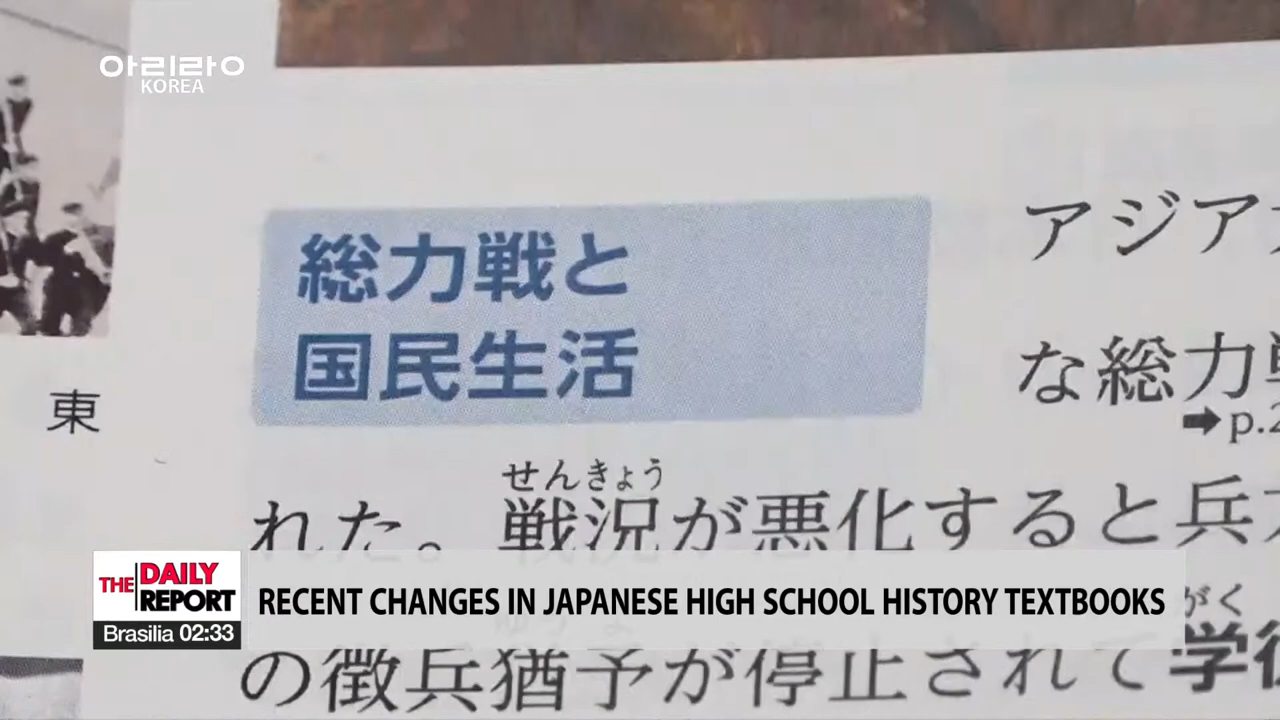 아리랑
KOREA
総力戦と
国民生活
アジア
な総力
➡p.2
東
せんきょう
れた。戦況が悪化すると兵
THE DAILY REPORT
RECENT CHANGES IN JAPANESE HIGH SCHOOL HISTORY TEXTBOOKS
Brasilia 02:33
がく
の徴兵猶予が停止されて学